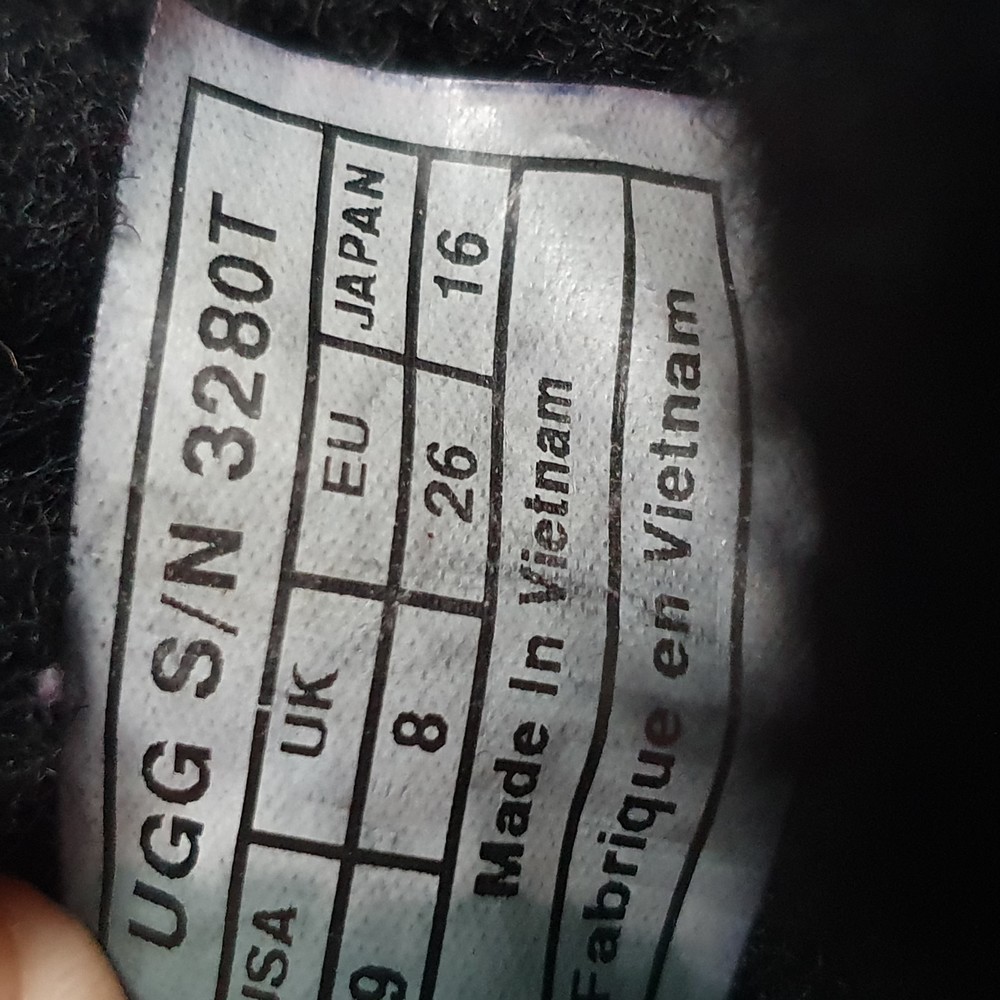 UGG S/N 3280T
USA UK EU JAPAN
9 8 26 16
Made In Vietnam
Fabrique en Vietnam